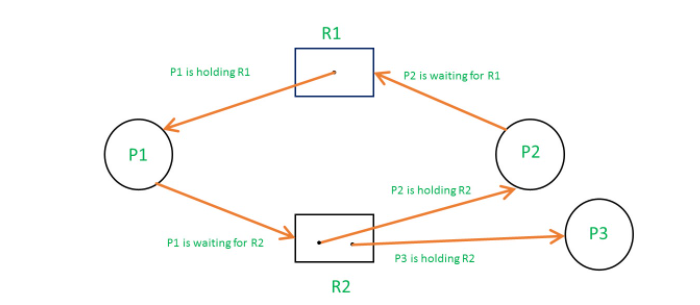 R1
P1 is holding R1
P2 is waiting for R1
P1
P2
P2 is holding R2
P3
P1 is waiting for R2
P3 is holding R2
R2